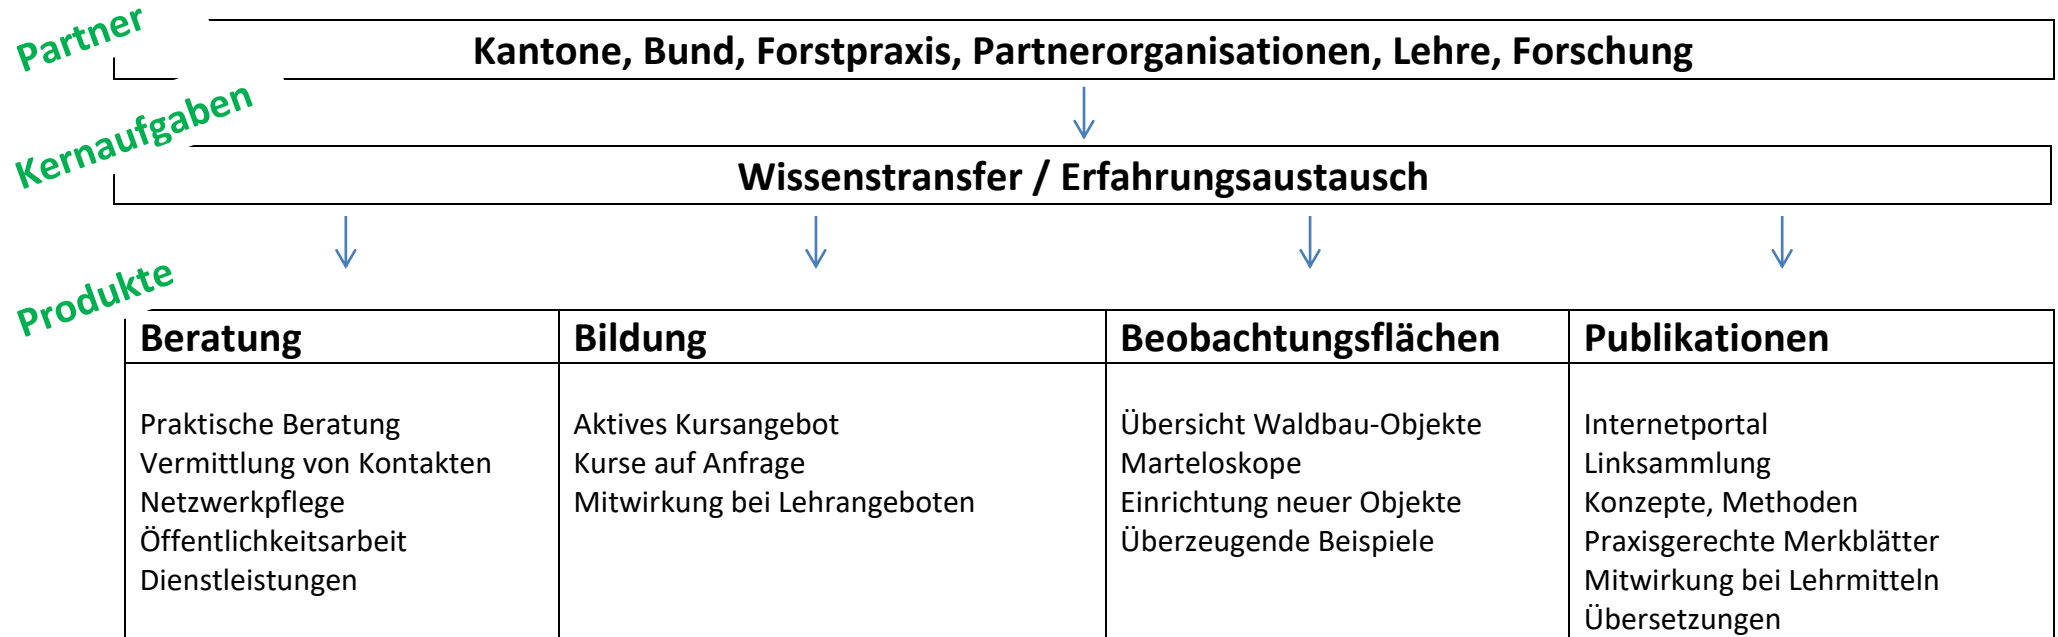 Partner
Kantone, Bund, Forstpraxis, Partnerorganisationen, Lehre, Forschung
Kernaufgaben
Wissenstransfer / Erfahrungsaustausch
Produkte
Beratung
Praktische Beratung
Vermittlung von Kontakten
Netzwerkpflege
Öffentlichkeitsarbeit
Dienstleistungen
Bildung
Aktives Kursangebot
Kurse auf Anfrage
Mitwirkung bei Lehrangeboten
Beobachtungsflächen
Übersicht Waldbau-Objekte
Marteloskope
Einrichtung neuer Objekte
Überzeugende Beispiele
Publikationen
Internetportal
Linksammlung
Konzepte, Methoden
Praxisgerechte Merkblätter
Mitwirkung bei Lehrmitteln
Übersetzungen